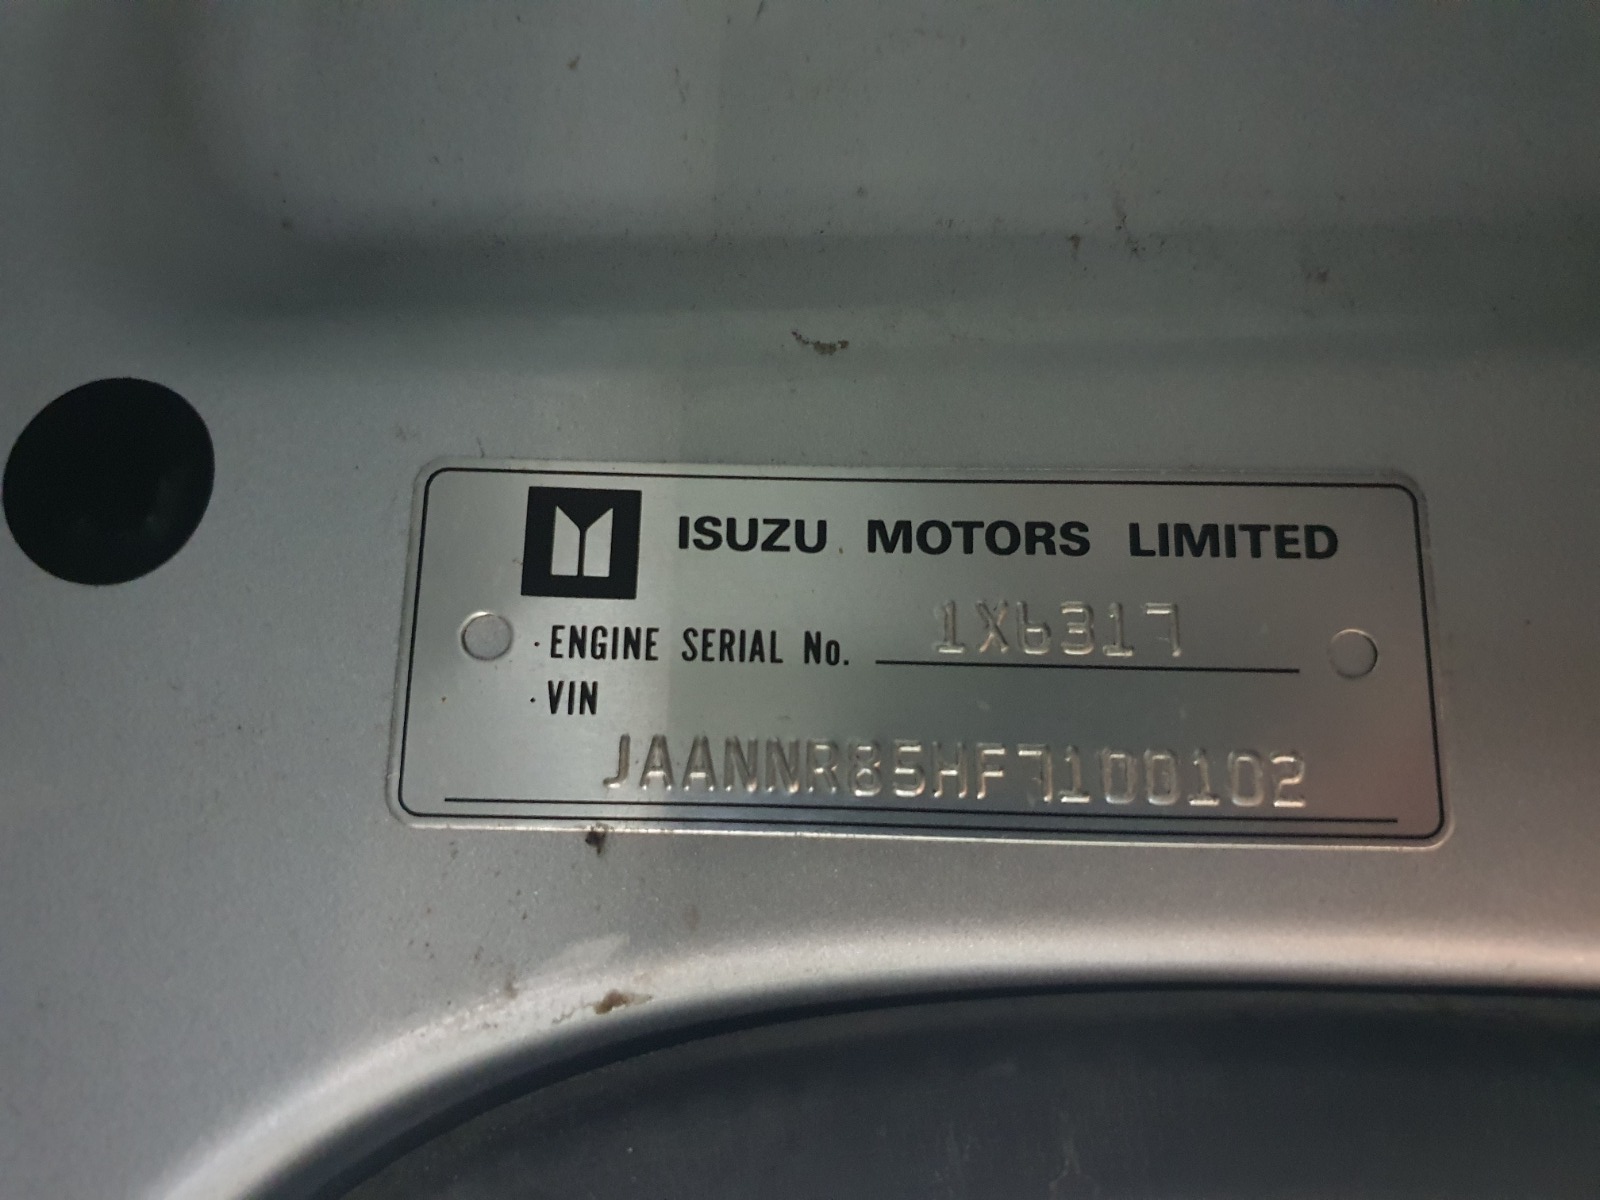 ISUZU MOTORS LIMITED
· ENGINE SERIAL No. 1X6317
· VIN
JAANNR85HF7100102